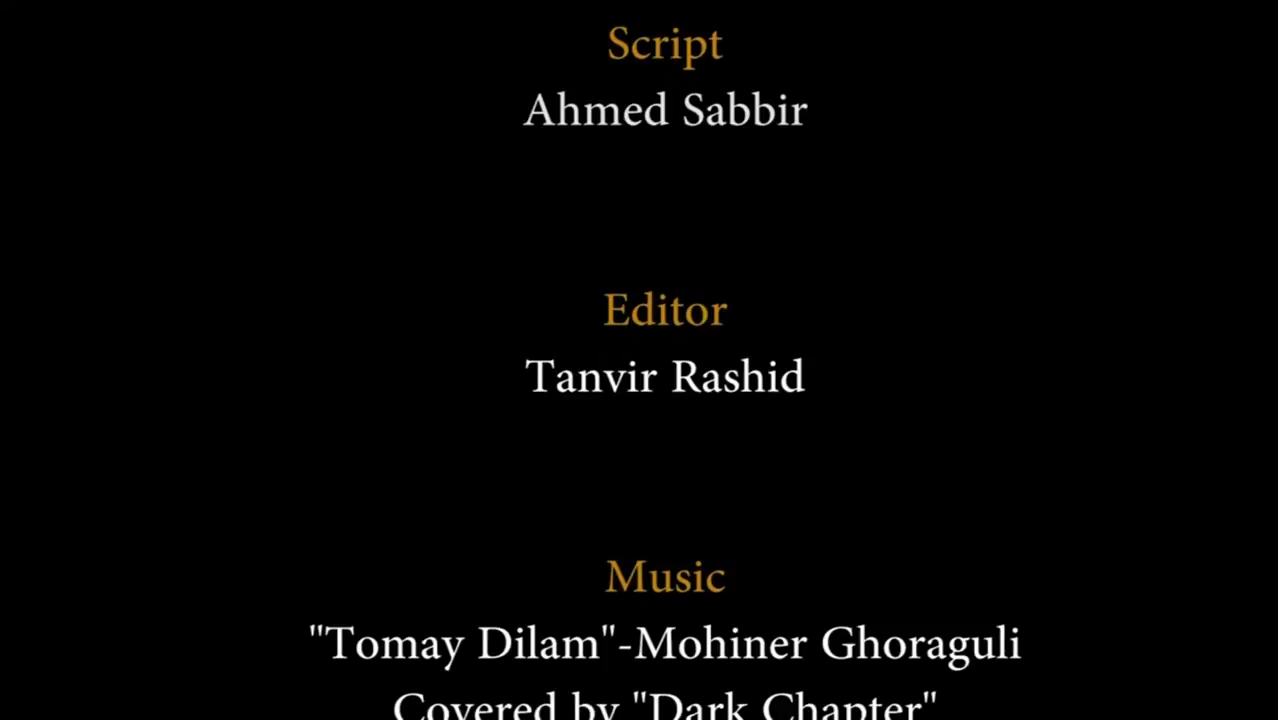 Script
Ahmed Sabbir
Editor
Tanvir Rashid
Music
"Tomay Dilam"-Mohiner Ghoraguli
Covered by "Dark Chapter"